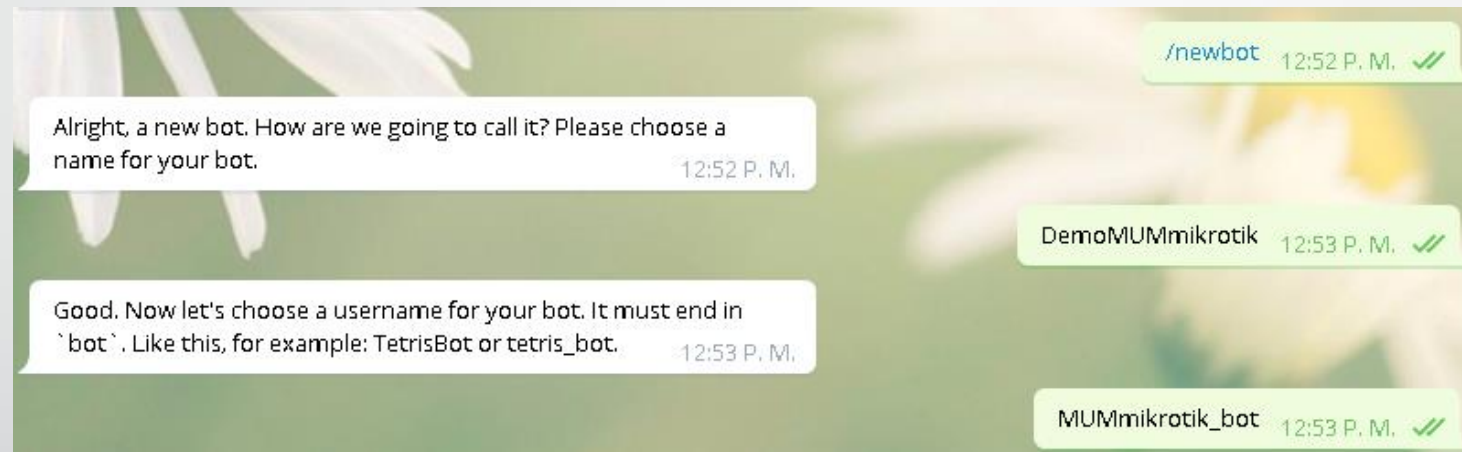 /newbot 12:52 P. M.
Alright, a new bot. How are we going to call it? Please choose a
name for your bot. 12:52 P. M.
DemoMUMmikrotik 12:53 P. M.
Good. Now let's choose a username for your bot. It must end in
`bot`. Like this, for example: TetrisBot or tetris_bot. 12:53 P. M.
MUMmikrotik_bot 12:53 P. M.